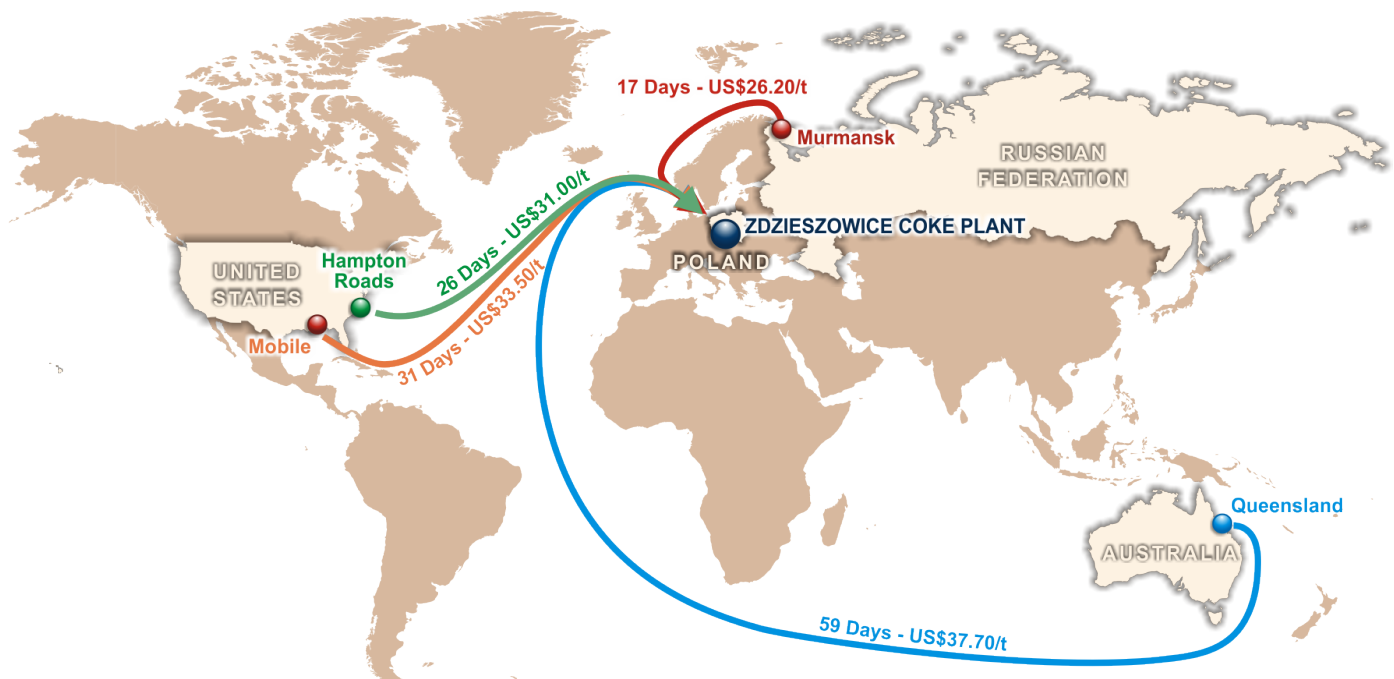 17 Days - US$26.20/t
Murmansk
RUSSIAN
FEDERATION
26 Days - US$31.00/t
ZDZIESZOWICE COKE PLANT
POLAND
Hampton
Roads
UNITED
STATES
Mobile
31 Days - US$33.50/t
Queensland
AUSTRALIA
59 Days - US$37.70/t